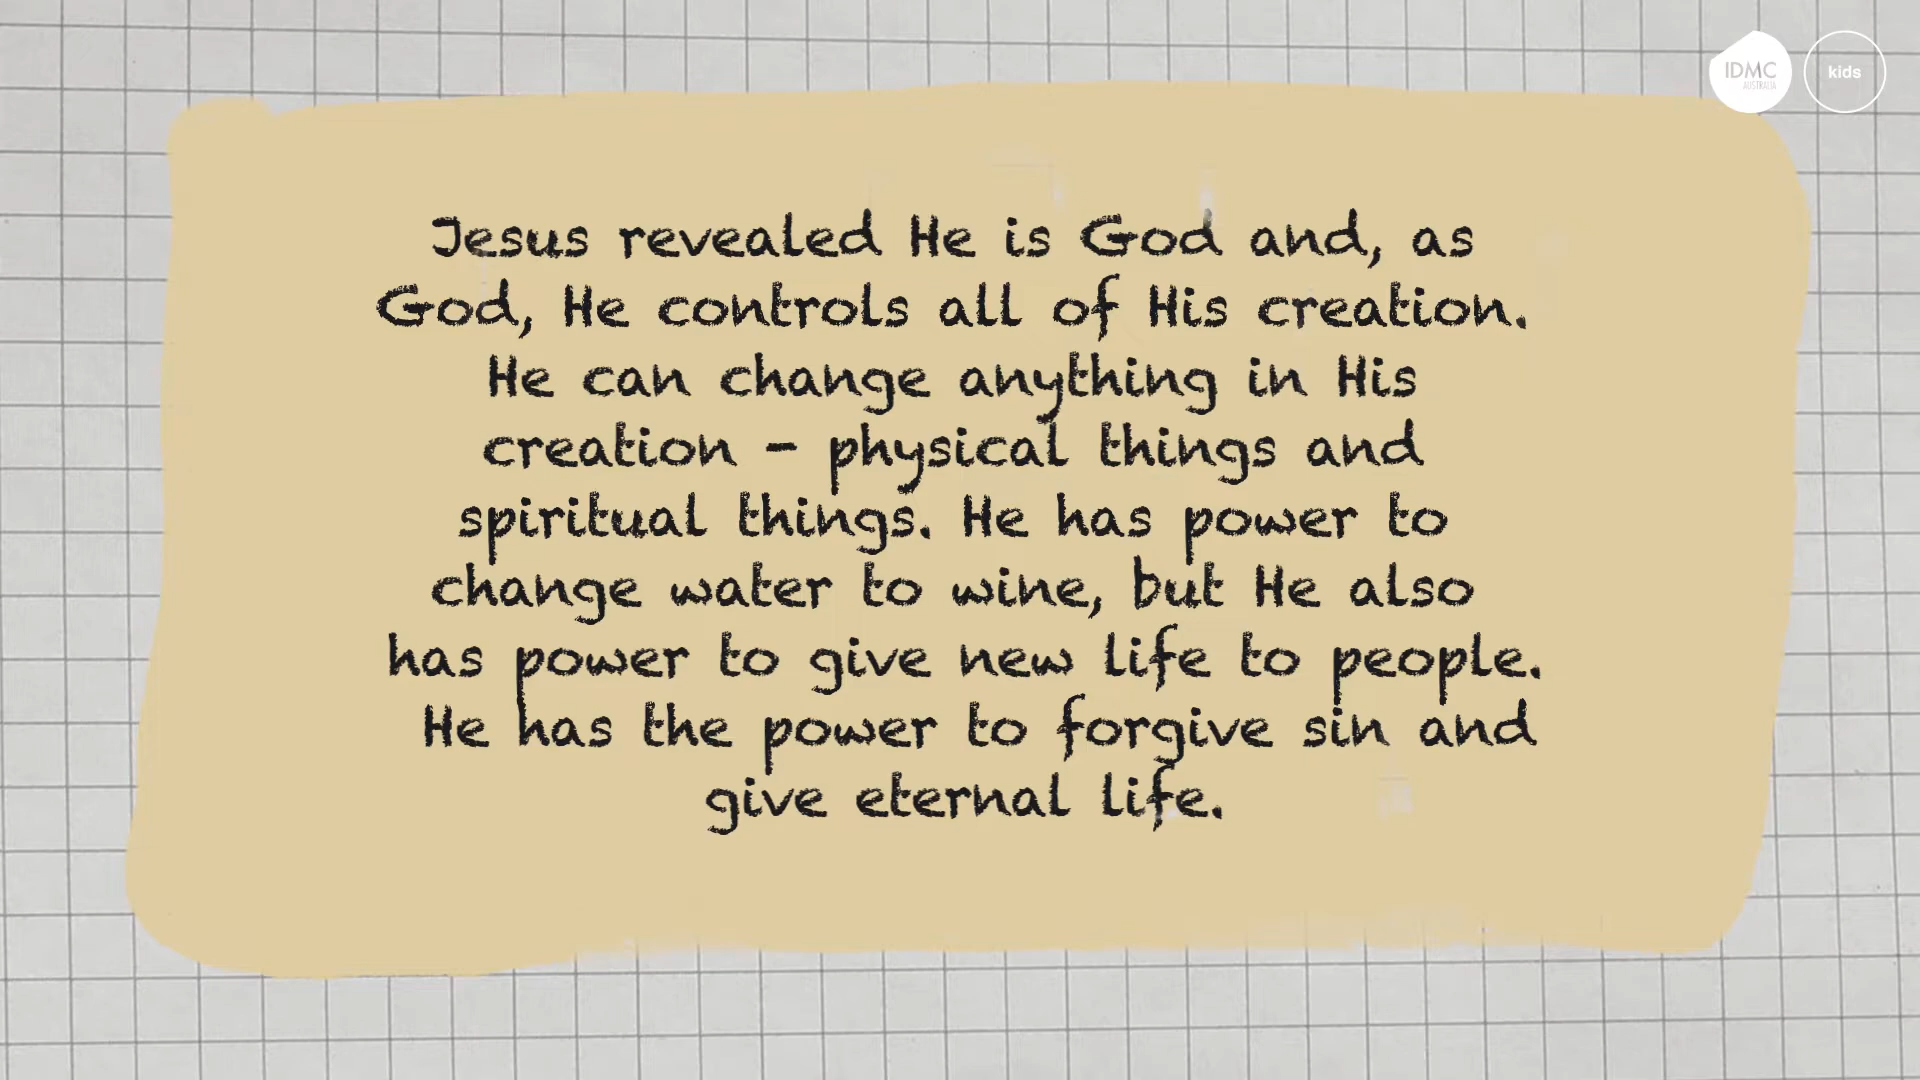 IDMC
AUSTRALIA
kids
Jesus revealed He is God and, as
God, He controls all of His creation.
He can change anything in His
creation - physical things and
spiritual things. He has power to
change water to wine, but He also
has power to give new life to people.
He has the power to forgive sin and
give eternal life.